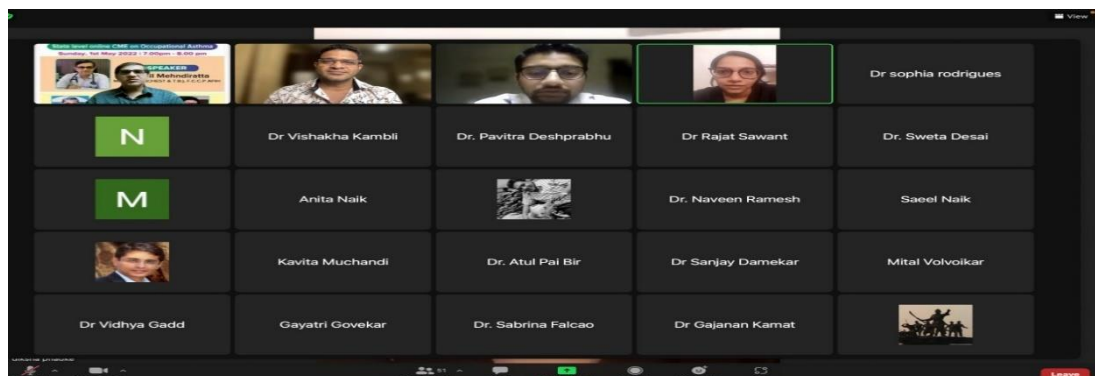 View
State level online CME on Occupational Asthma
Sunday, 1st May 2022 | 7.00pm - 8.00 pm
SPEAKER
il Mehndiratta
Dr sophia rodrigues
N
Dr Vishakha Kambli
Dr. Pavitra Deshprabhu
Dr Rajat Sawant
Dr. Sweta Desai
M
Anita Naik
Dr. Naveen Ramesh
Saeel Naik
Kavita Muchandi
Dr. Atul Pai Bir
Dr Sanjay Damekar
Mital Volvoikar
Dr Vidhya Gadd
Gayatri Govekar
Dr. Sabrina Falcao
Dr Gajanan Kamat
61
Leave